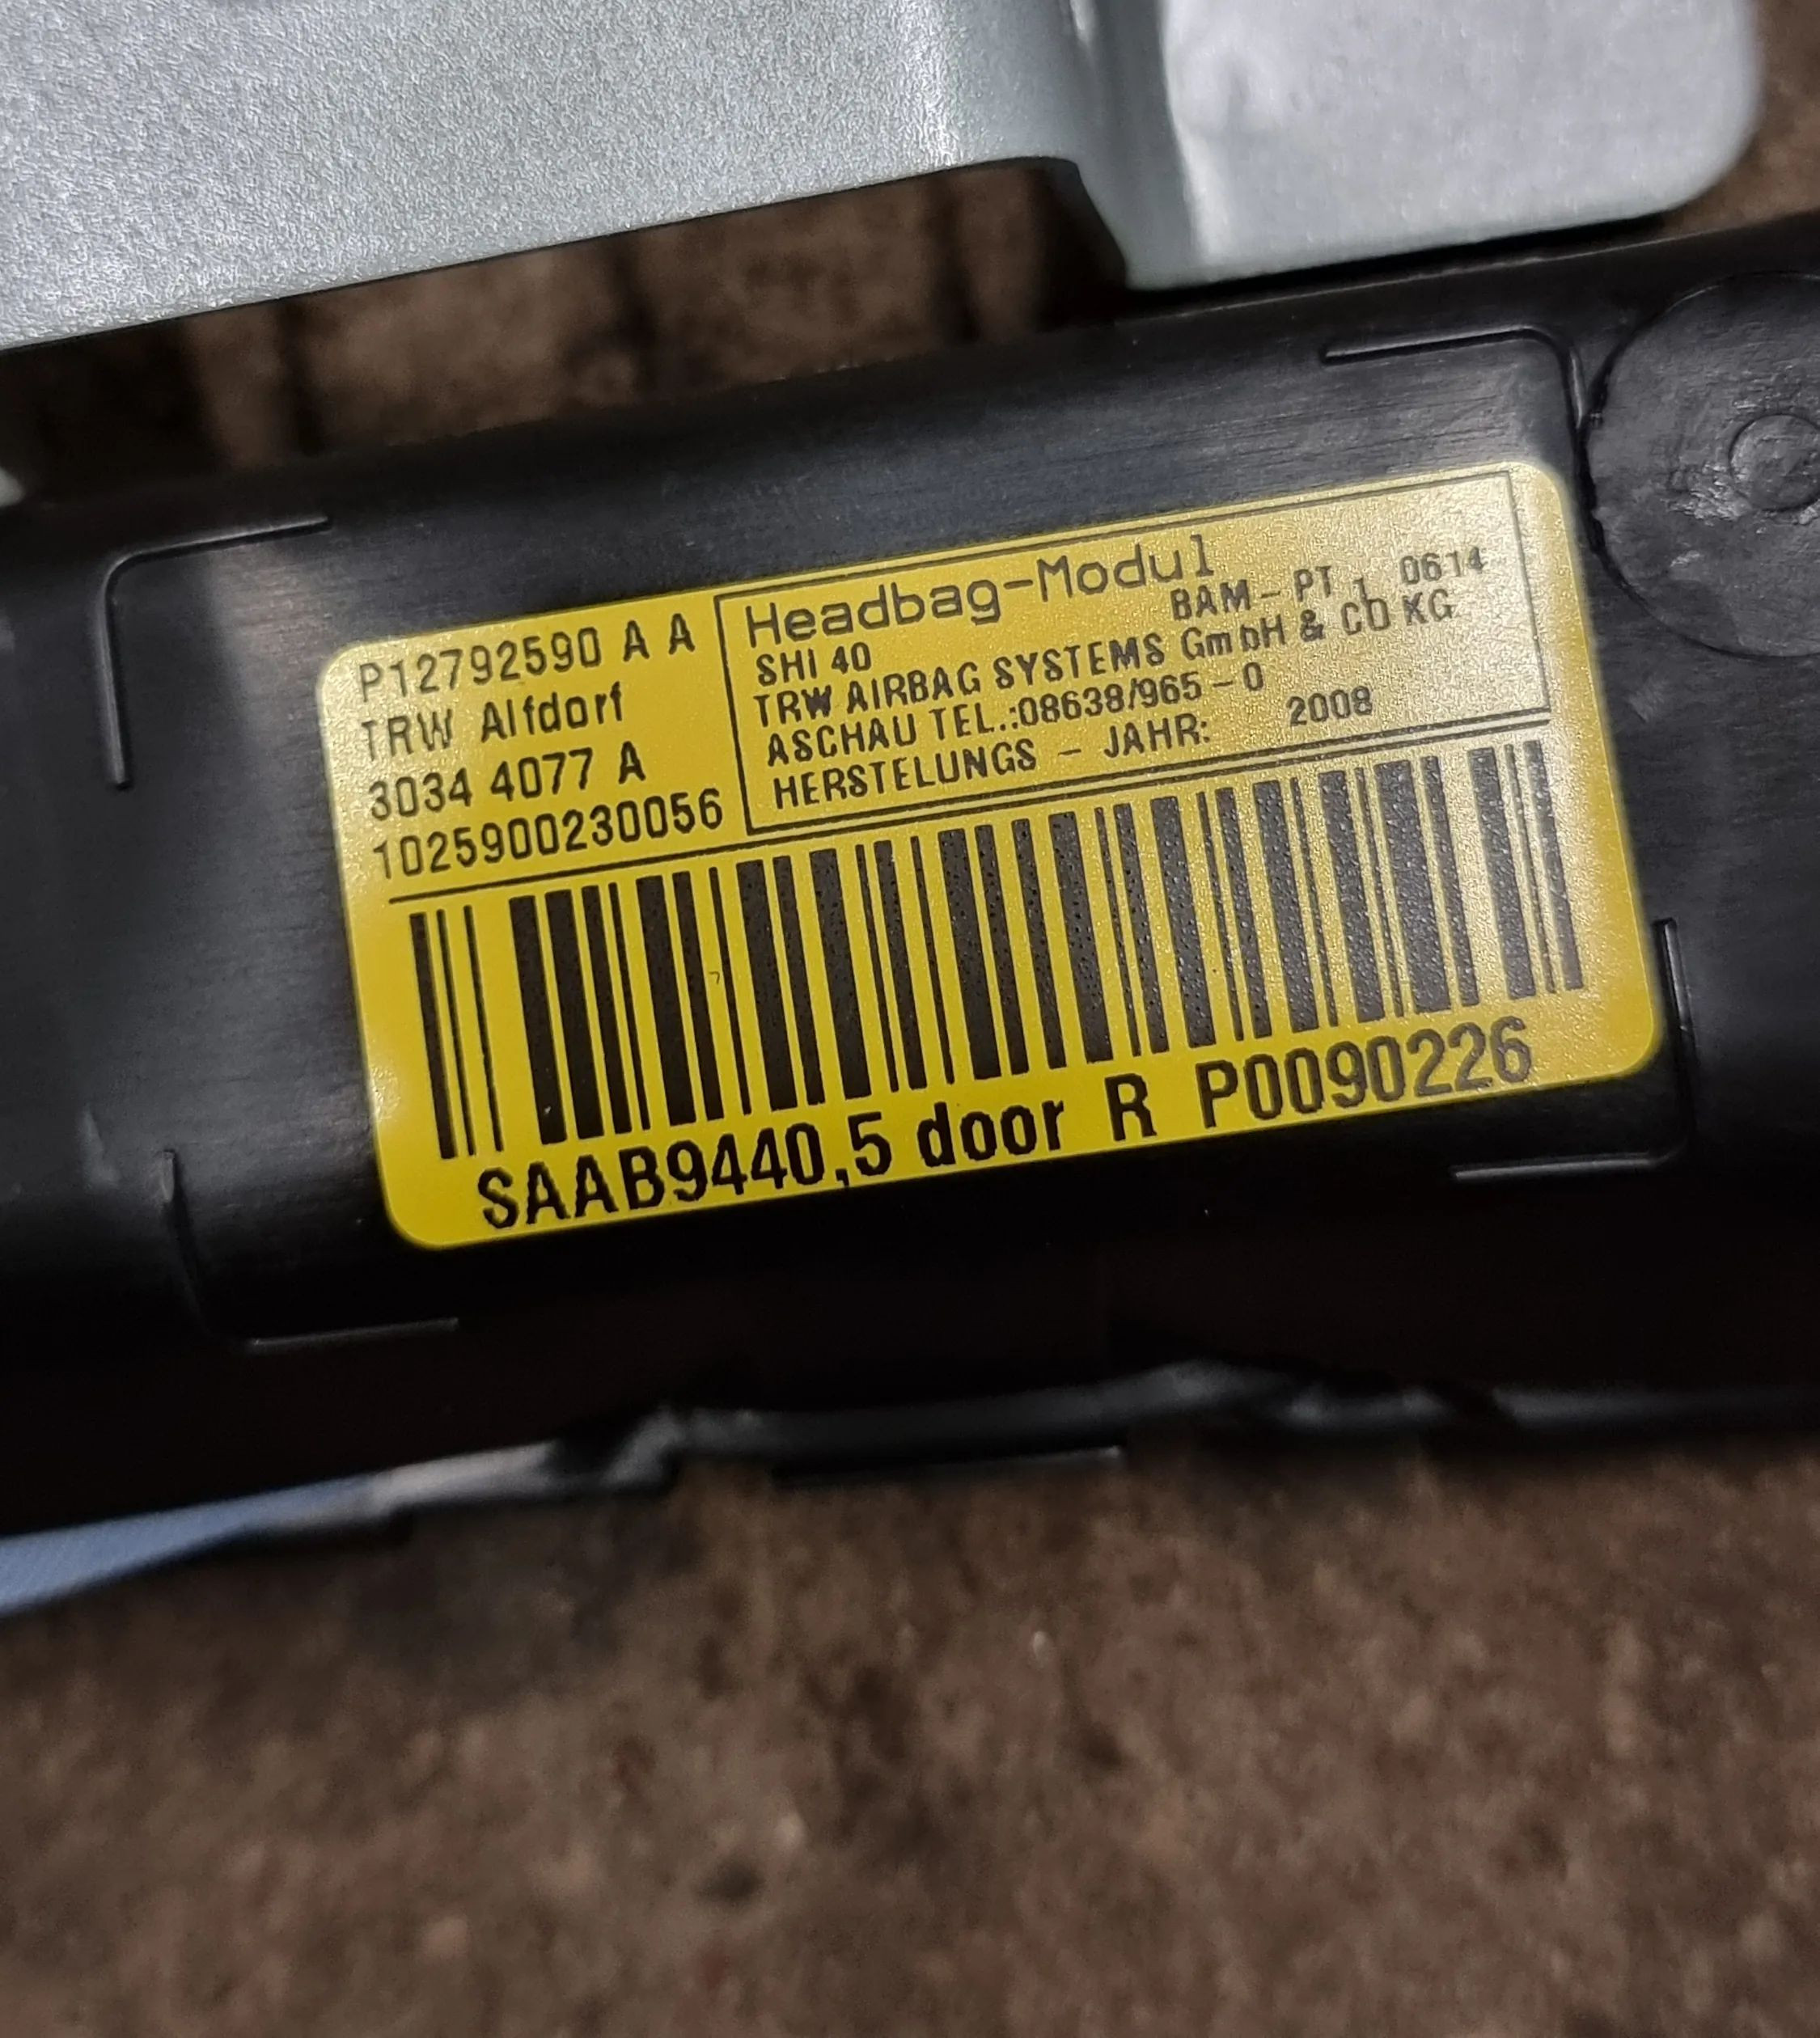 P12792590 A A
TRW Alfdorf
3034 4077 A
1025900230056
Headbag-Modul
SHI 40 BAM-PT 1 0614
TRW AIRBAG SYSTEMS GmbH & CO KG
ASCHAU TEL.:08638/965-0
HERSTELUNGS - JAHR: 2008
SAAB9440,5 door R P0090226